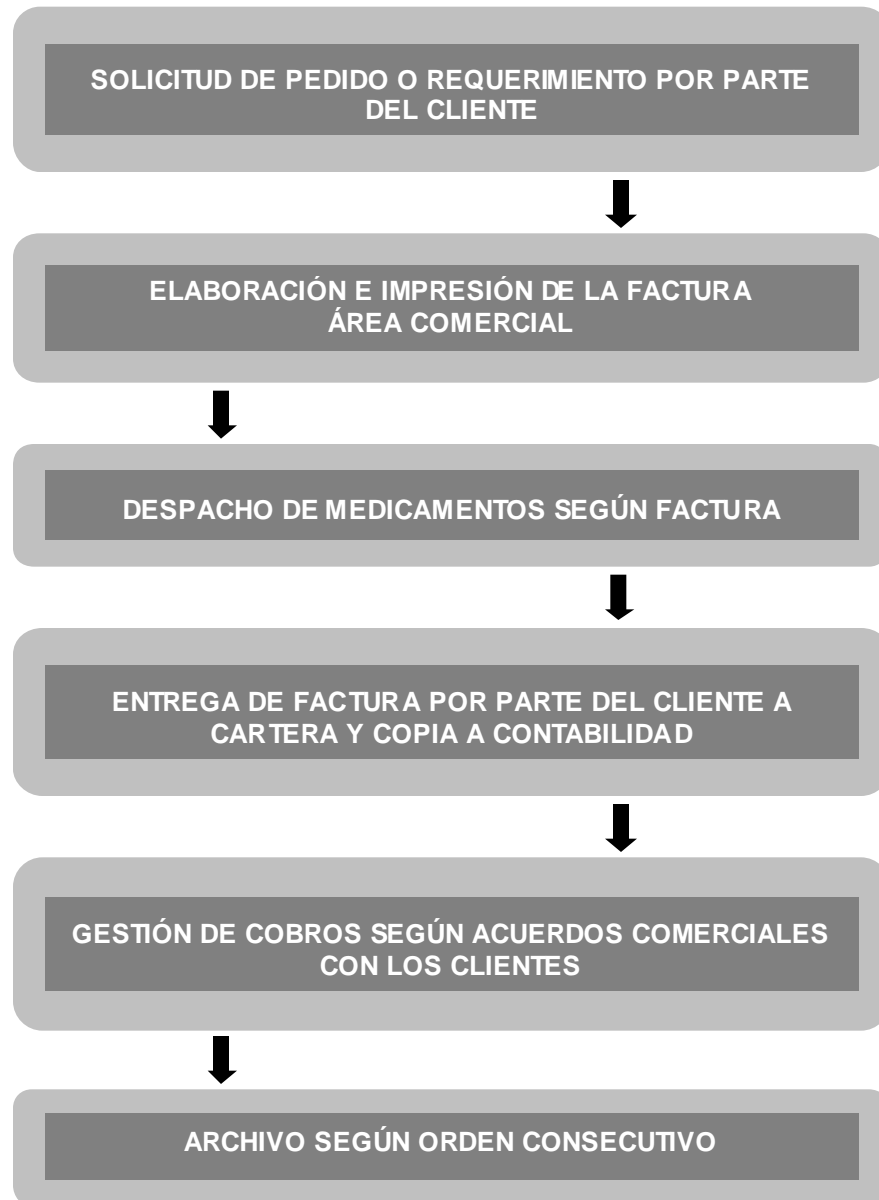 SOLICITUD DE PEDIDO O REQUERIMIENTO POR PARTE
DEL CLIENTE
ELABORACIÓN E IMPRESIÓN DE LA FACTURA
ÁREA COMERCIAL
DESPACHO DE MEDICAMENTOS SEGÚN FACTURA
ENTREGA DE FACTURA POR PARTE DEL CLIENTE A
CARTERA Y COPIA A CONTABILIDAD
GESTIÓN DE COBROS SEGÚN ACUERDOS COMERCIALES
CON LOS CLIENTES
ARCHIVO SEGÚN ORDEN CONSECUTIVO